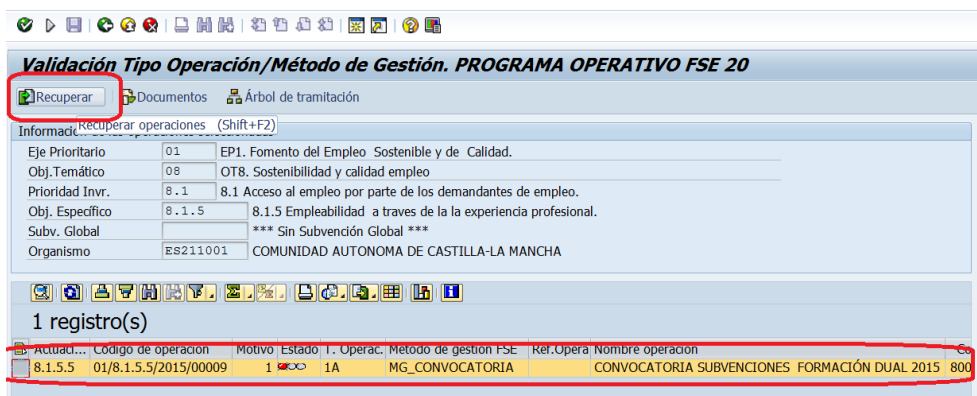 Validación Tipo Operación/Método de Gestión. PROGRAMA OPERATIVO FSE 20
Recuperar Documentos Árbol de tramitación
Recuperar operaciones (Shift+F2)
Eje Prioritario 01 EP1. Fomento del Empleo Sostenible y de Calidad.
Obj.Temático 08 OT8. Sostenibilidad y calidad empleo
Prioridad Invr. 8.1 8.1 Acceso al empleo por parte de los demandantes de empleo.
Obj. Específico 8.1.5 8.1.5 Empleabilidad a traves de la la experiencia profesional.
Subv. Global *** Sin Subvención Global ***
Organismo ES211001 COMUNIDAD AUTONOMA DE CASTILLA-LA MANCHA
1 registro(s)
Actuaci... Código de operación Motivo Estado T. Operac. Método de gestión FSE Ref.Opera Nombre operación Co
8.1.5.5 01/8.1.5.5/2015/00009 1 1A MG_CONVOCATORIA CONVOCATORIA SUBVENCIONES FORMACIÓN DUAL 2015 800